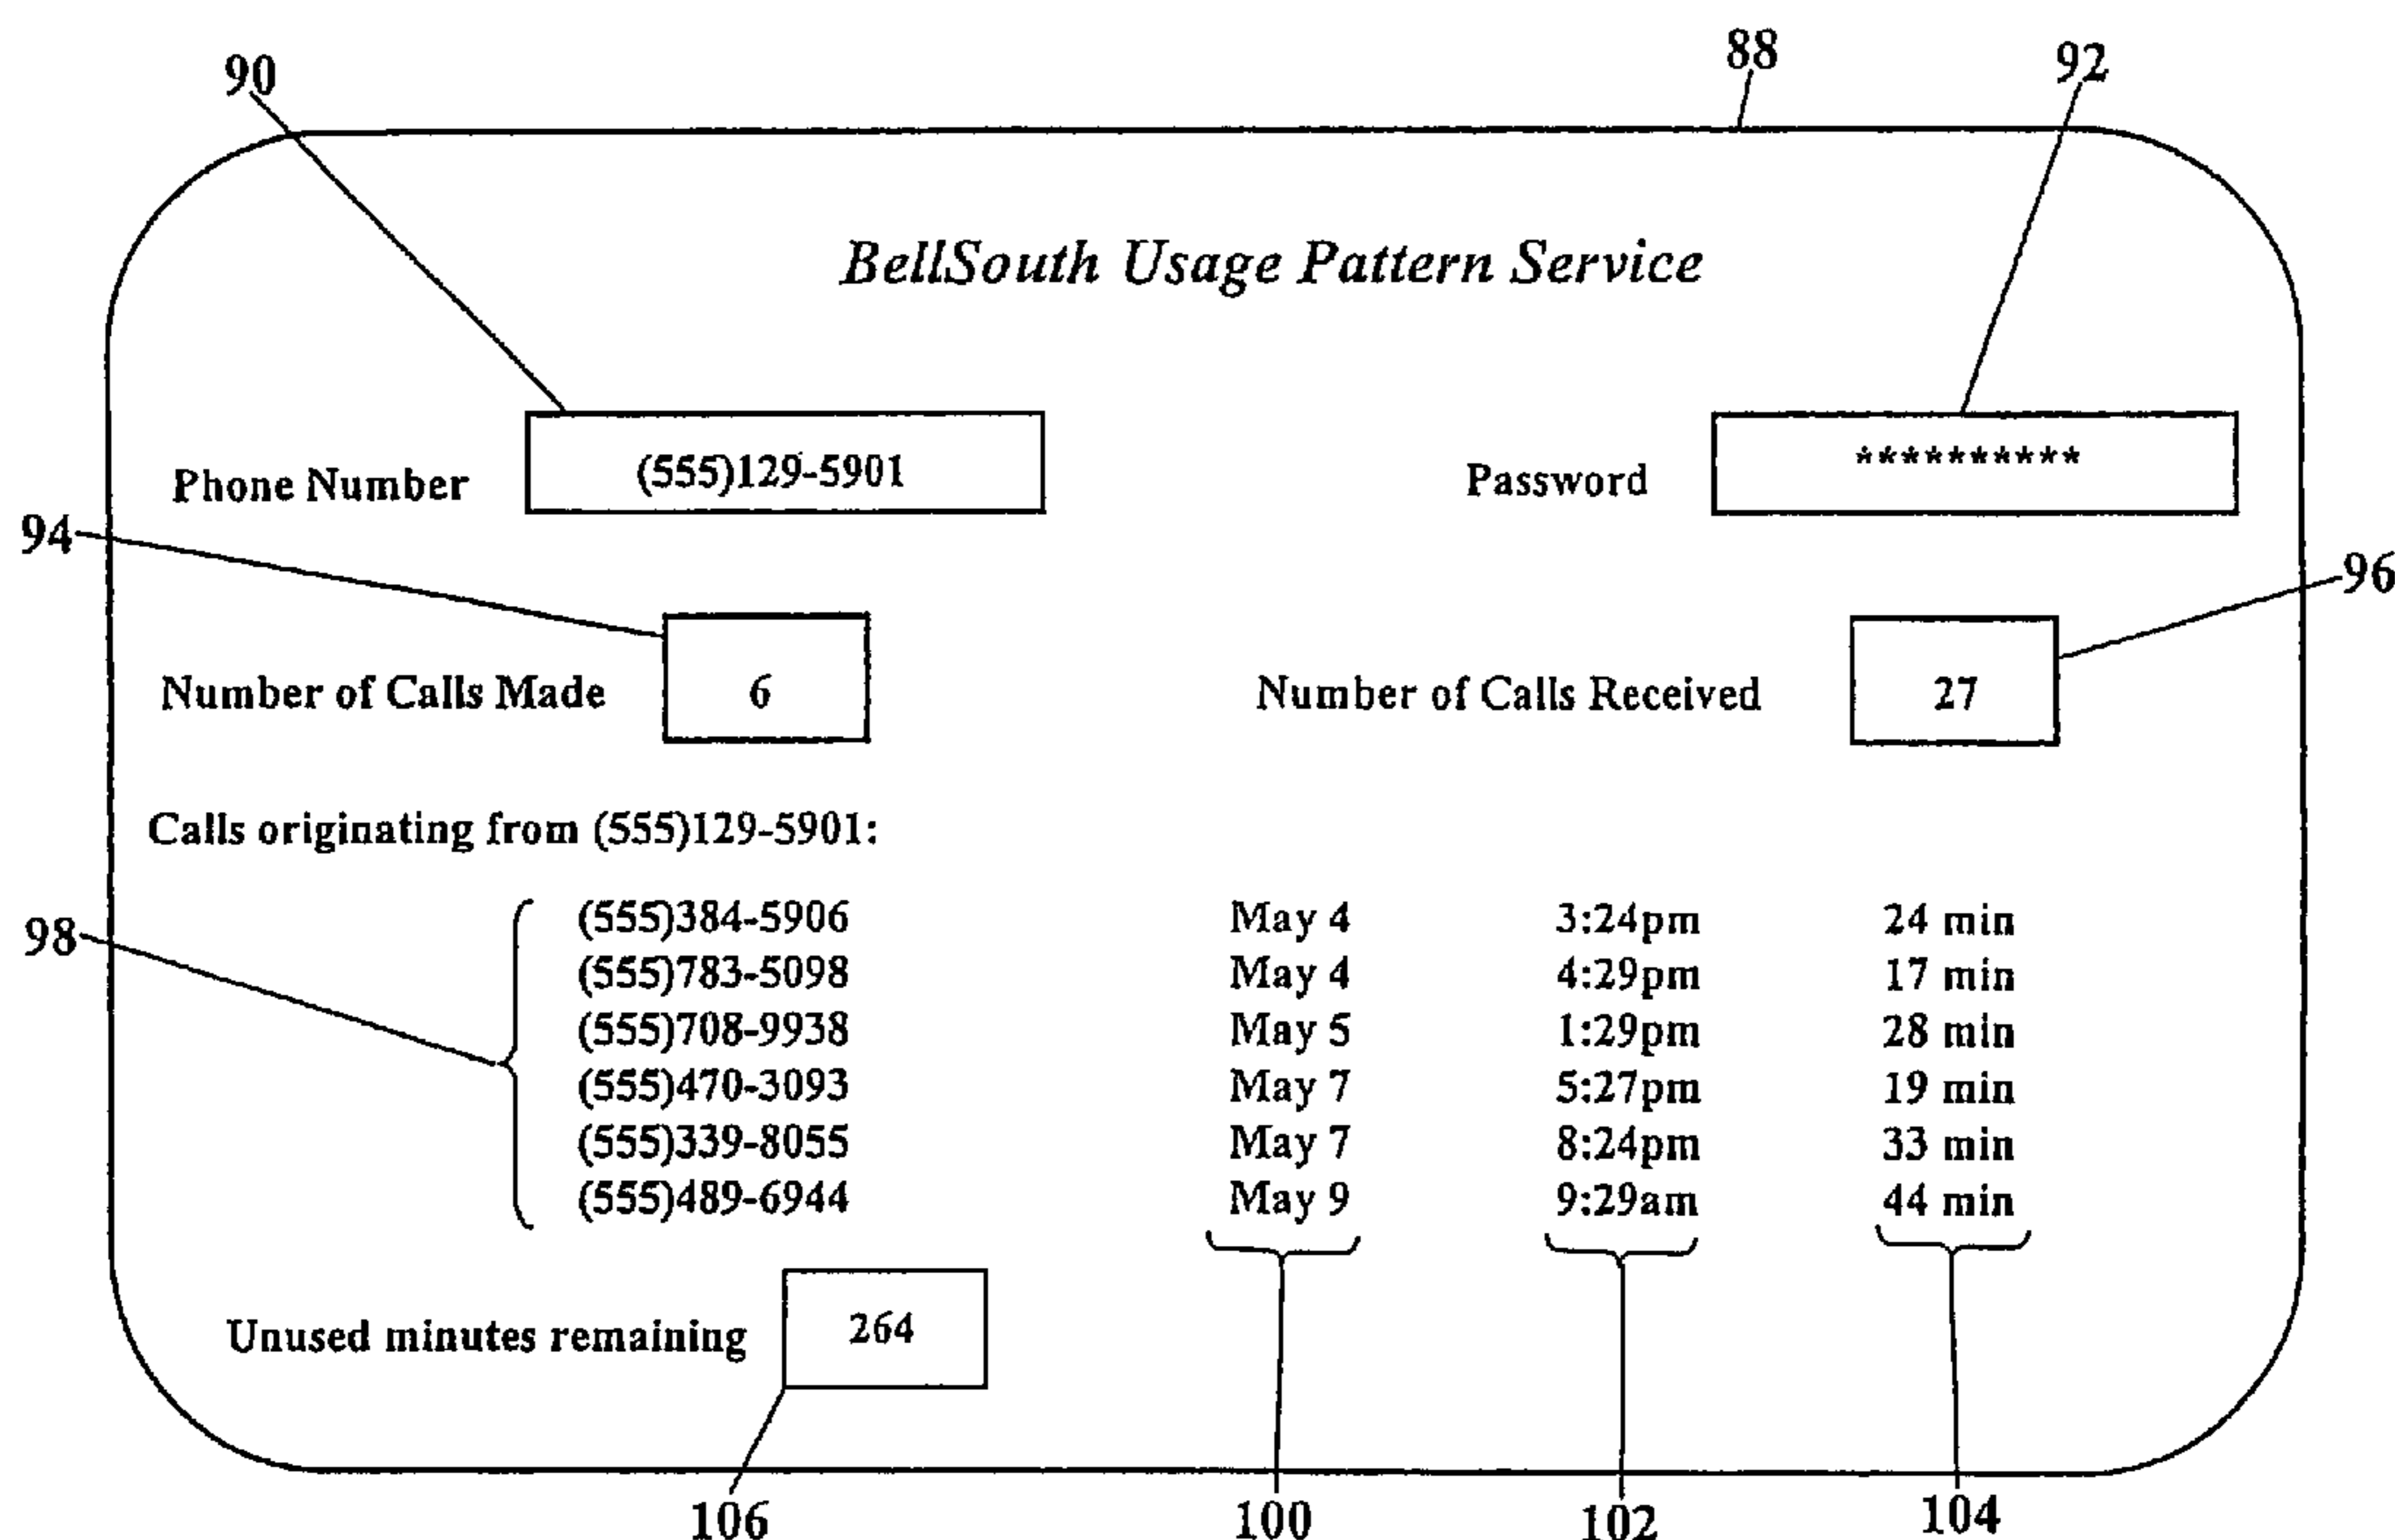 90
88
92
BellSouth Usage Pattern Service
Phone Number (555)129-5901 Password **********
94
96
Number of Calls Made 6 Number of Calls Received 27
Calls originating from (555)129-5901:
98
(555)384-5906 May 4 3:24pm 24 min
(555)783-5098 May 4 4:29pm 17 min
(555)708-9938 May 5 1:29pm 28 min
(555)470-3093 May 7 5:27pm 19 min
(555)339-8055 May 7 8:24pm 33 min
(555)489-6944 May 9 9:29am 44 min
Unused minutes remaining 264
106 100 102 104